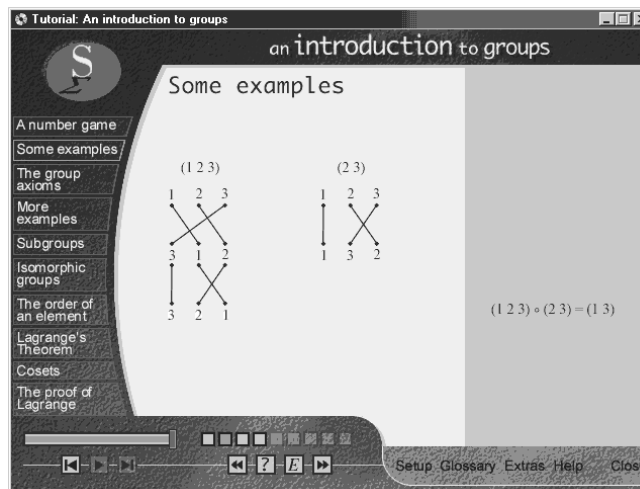 Tutorial: An introduction to groups
an introduction to groups
S
Some examples
A number game
Some examples
The group
axioms
More
examples
Subgroups
Isomorphic
groups
The order of
an element
Lagrange's
Theorem
Cosets
The proof of
Lagrange
(1 2 3) (2 3)
1 2 3 1 2 3
3 1 2 1 3 2
3 2 1
(1 2 3) ∘ (2 3) = (1 3)
? E
Setup Glossary Extras Help Clos